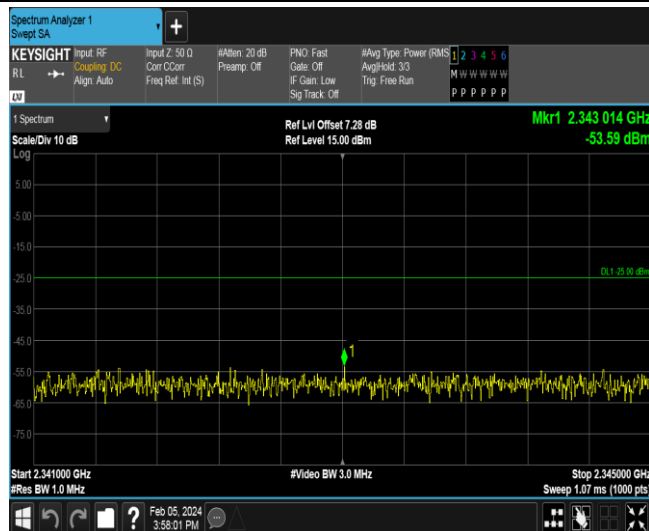 Spectrum Analyzer 1
Swept SA
KEYSIGHT
RL
LXI
Input: RF
Coupling: DC
Align: Auto
Input Z: 50 Ω
Corr CCorr
Freq Ref: Int (S)
#Atten: 20 dB
Preamp: Off
PNO: Fast
Gate: Off
IF Gain: Low
Sig Track: Off
#Avg Type: Power (RMS
Avg|Hold: 3/3
Trig: Free Run
1 2 3 4 5 6
M W W W W W
P P P P P P
1 Spectrum
Scale/Div 10 dB
Log
Ref Lvl Offset 7.28 dB
Ref Level 15.00 dBm
Mkr1 2.343 014 GHz
-53.59 dBm
5.00
-5.00
-15.0
-25.0
DL1 -25.00 dBm
-35.0
-45.0
1
-55.0
-65.0
-75.0
Start 2.341000 GHz
#Res BW 1.0 MHz
#Video BW 3.0 MHz
Stop 2.345000 GHz
Sweep 1.07 ms (1000 pts)
?
Feb 05, 2024
3:58:01 PM